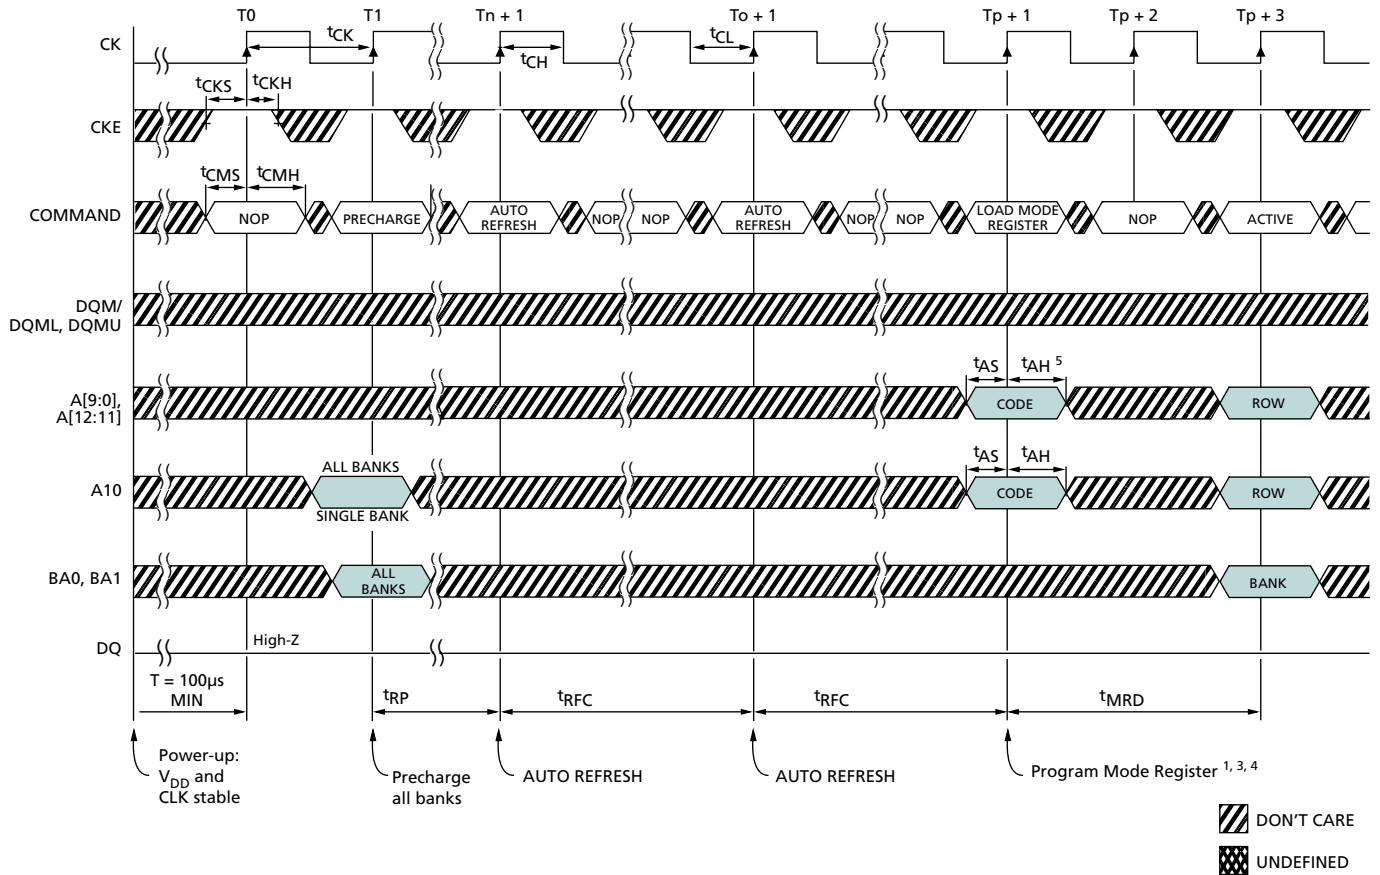 T0 T1 Tn + 1 To + 1 Tp + 1 Tp + 2 Tp + 3
CK
tCK
tCH
tCL
tCKS tCKH
CKE
tCMS tCMH
COMMAND
NOP PRECHARGE AUTO REFRESH NOP NOP AUTO REFRESH NOP NOP LOAD MODE REGISTER NOP ACTIVE
DQM/
DQML, DQMU
tAS tAH 5
A[9:0],
A[12:11]
CODE ROW
tAS tAH
ALL BANKS
A10
CODE ROW
SINGLE BANK
BA0, BA1
ALL
BANKS
BANK
DQ
High-Z
T = 100µs
MIN
tRP tRFC tRFC tMRD
Power-up:
VDD and
CLK stable
Precharge
all banks
AUTO REFRESH
AUTO REFRESH
Program Mode Register 1, 3, 4
DON'T CARE
UNDEFINED